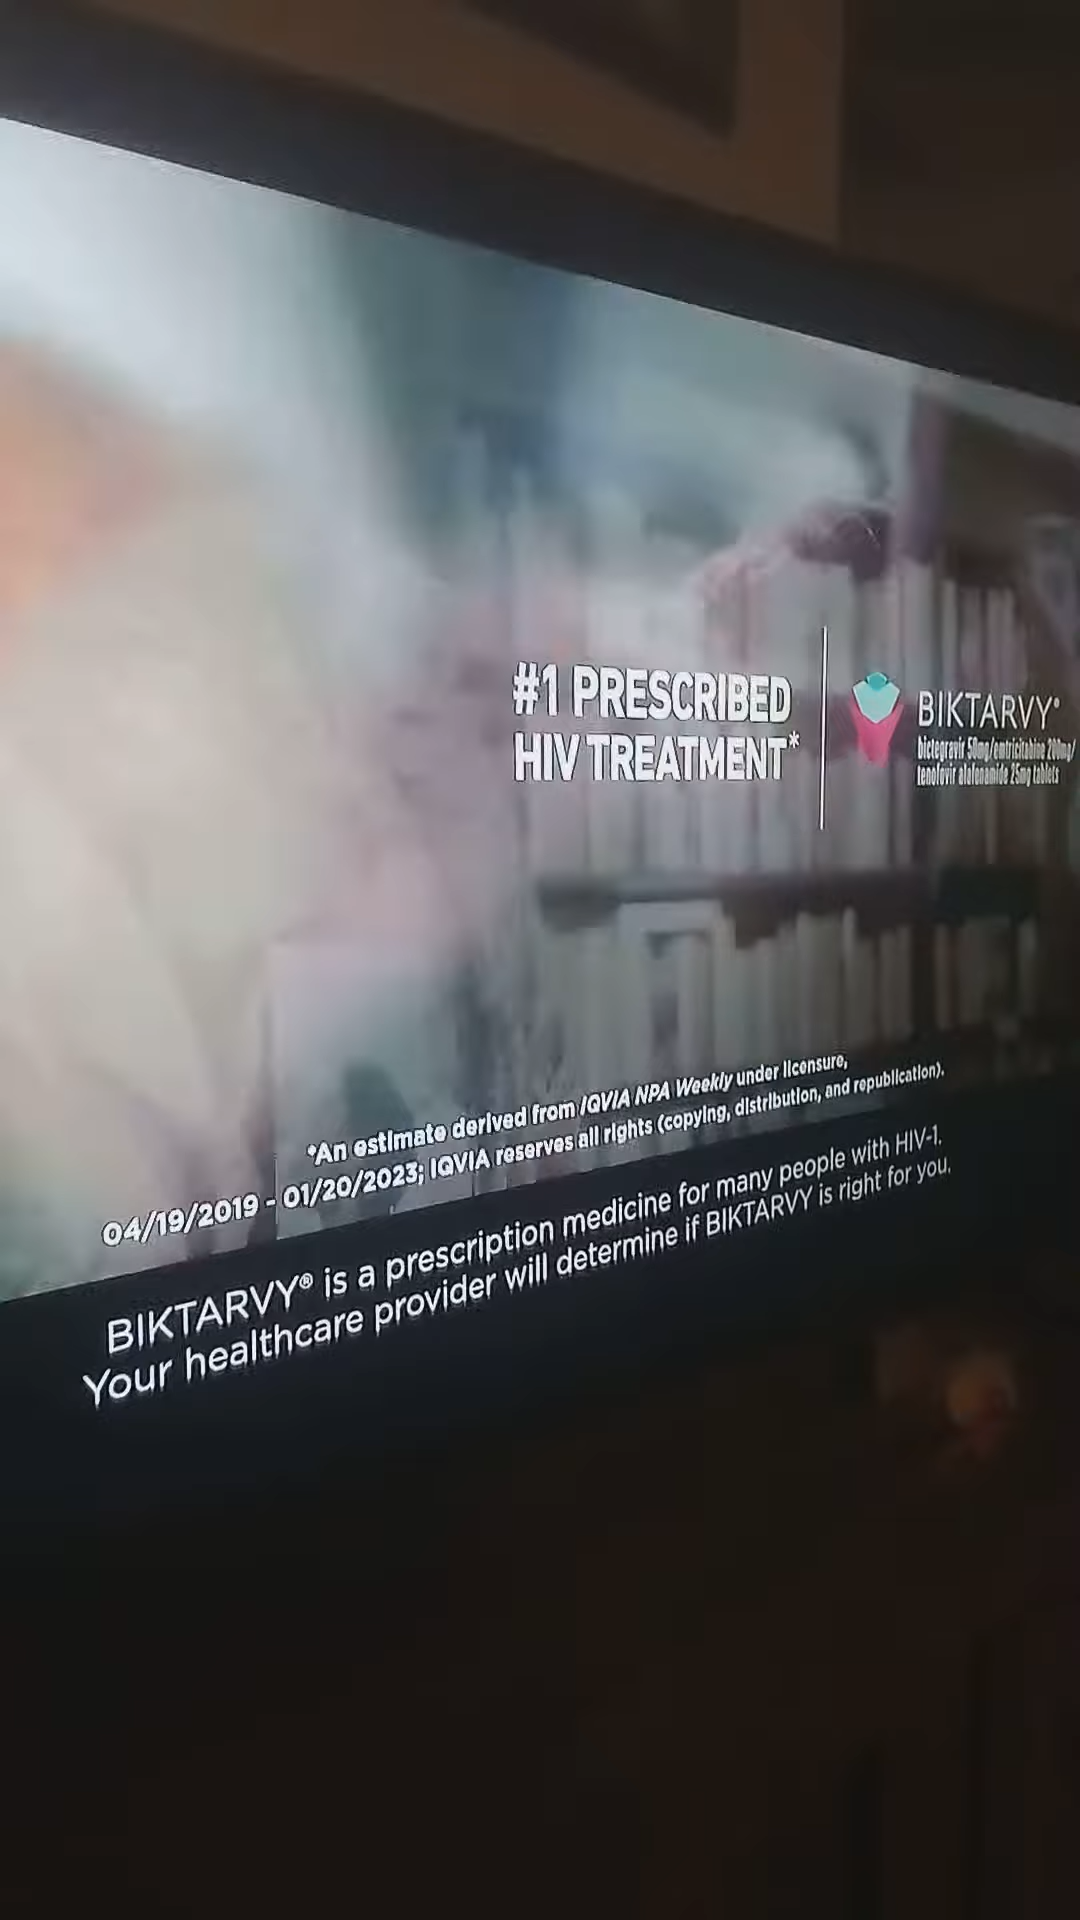 #1 PRESCRIBED
HIV TREATMENT*
BIKTARVY®
bictegravir 50mg/emtricitabine 200mg/
tenofovir alafenamide 25mg tablets
*An estimate derived from IQVIA NPA Weekly under licensure,
04/19/2019 - 01/20/2023; IQVIA reserves all rights (copying, distribution, and republication).
BIKTARVY® is a prescription medicine for many people with HIV-1.
Your healthcare provider will determine if BIKTARVY is right for you.